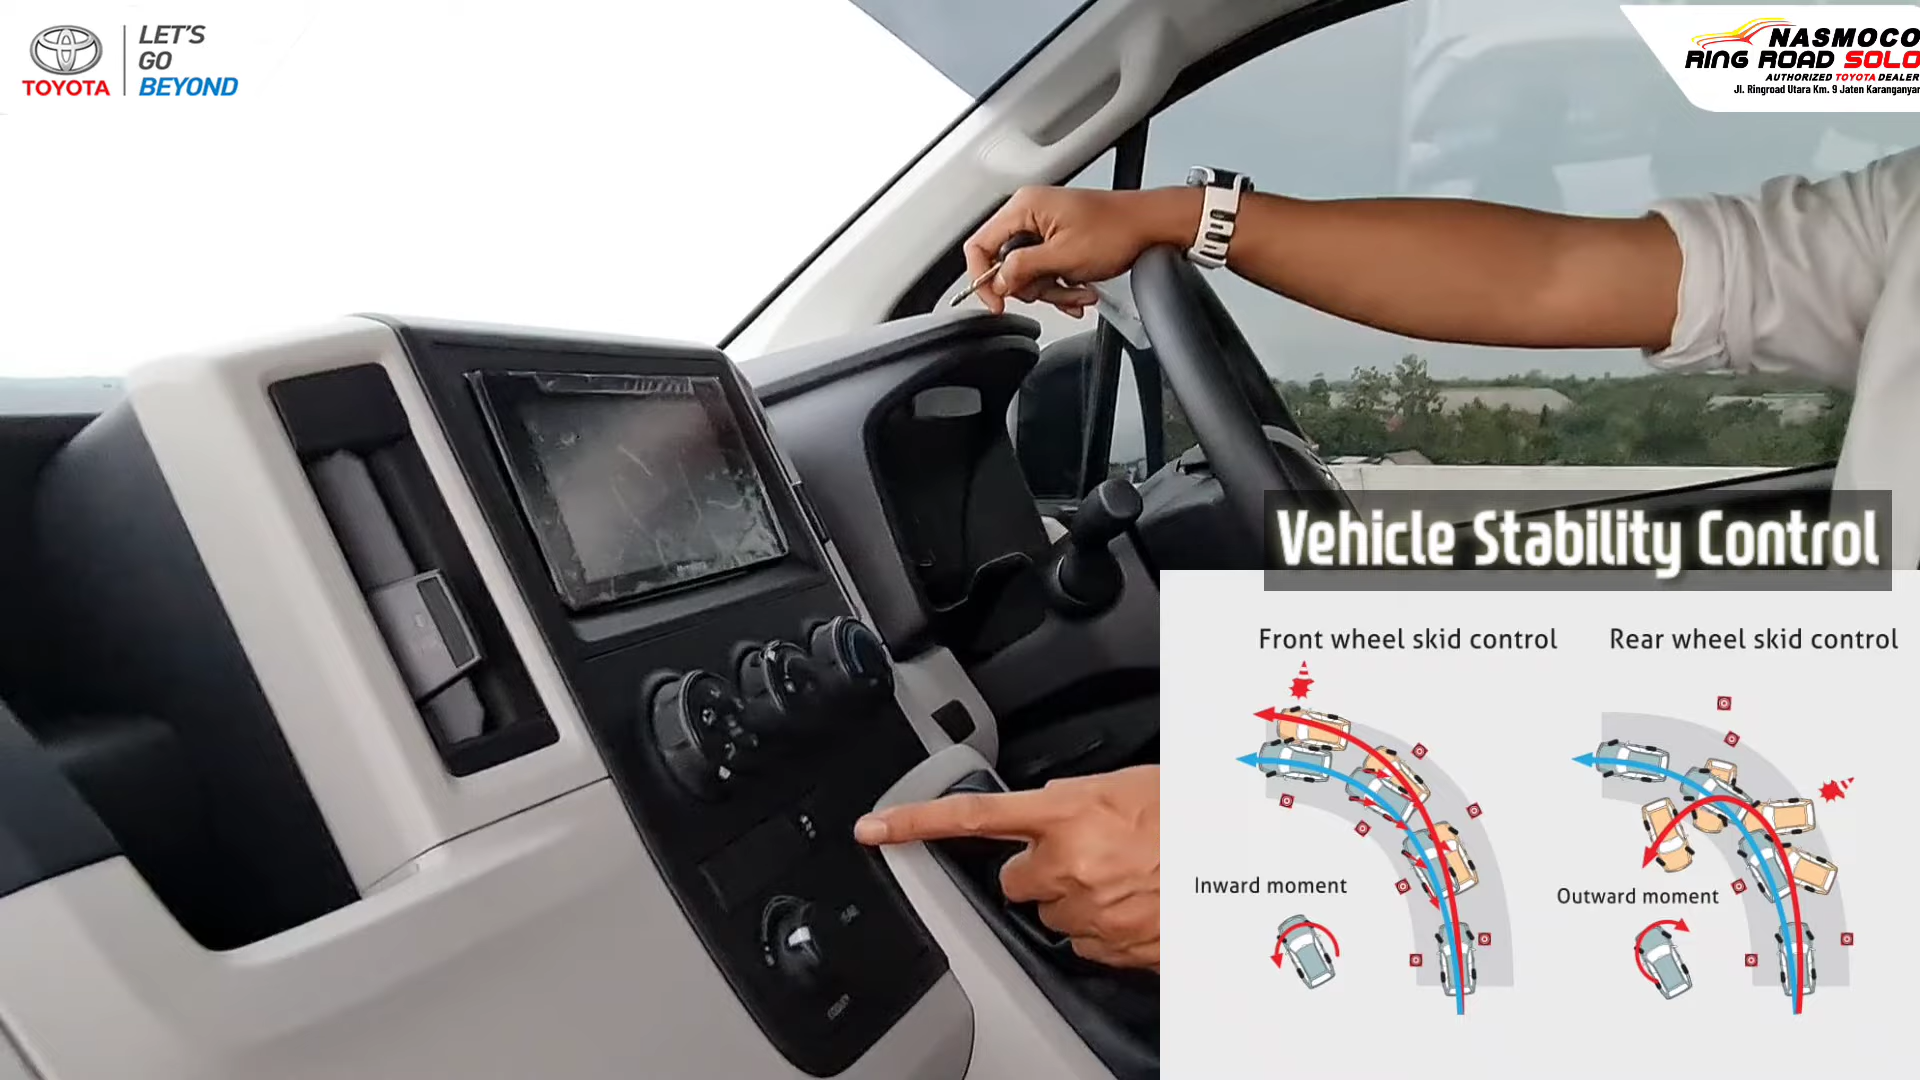 TOYOTA
LET'S
GO
BEYOND
NASMOCO
RING ROAD SOLO
AUTHORIZED TOYOTA DEALER
Jl. Ringroad Utara Km. 9 Jaten Karanganyar
Vehicle Stability Control
Front wheel skid control
Rear wheel skid control
Inward moment
Outward moment